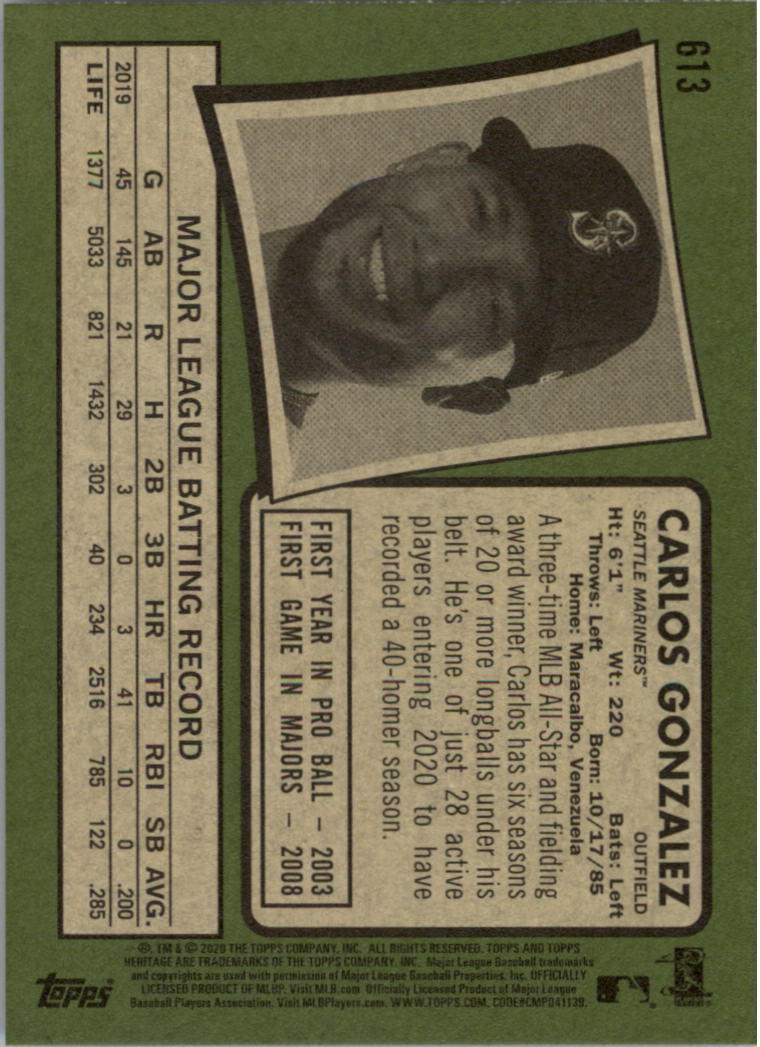 613
CARLOS GONZALEZ
SEATTLE MARINERS™ OUTFIELD
Ht: 6'1" Wt: 220 Bats: Left
Throws: Left Born: 10/17/85
Home: Maracaibo, Venezuela
A three-time MLB All-Star and fielding
award winner, Carlos has six seasons
of 20 or more longballs under his
belt. He's one of just 28 active
players entering 2020 to have
recorded a 40-homer season.
FIRST YEAR IN PRO BALL – 2003
FIRST GAME IN MAJORS – 2008
S
MAJOR LEAGUE BATTING RECORD
G AB R H 2B 3B HR TB RBI SB AVG.
2019 45 145 21 29 3 0 3 41 10 0 .200
LIFE 1377 5033 821 1432 302 40 234 2516 785 122 .285
®, TM & © 2020 THE TOPPS COMPANY, INC. ALL RIGHTS RESERVED. TOPPS AND TOPPS
HERITAGE ARE TRADEMARKS OF THE TOPPS COMPANY, INC. Major League Baseball trademarks
and copyrights are used with permission of Major League Baseball Properties, Inc. OFFICIALLY
LICENSED PRODUCT OF MLBP. Visit MLB.com Officially Licensed Product of Major League
Baseball Players Association. Visit MLBPlayers.com. WWW.TOPPS.COM. CODE#CMP041139.
topps®